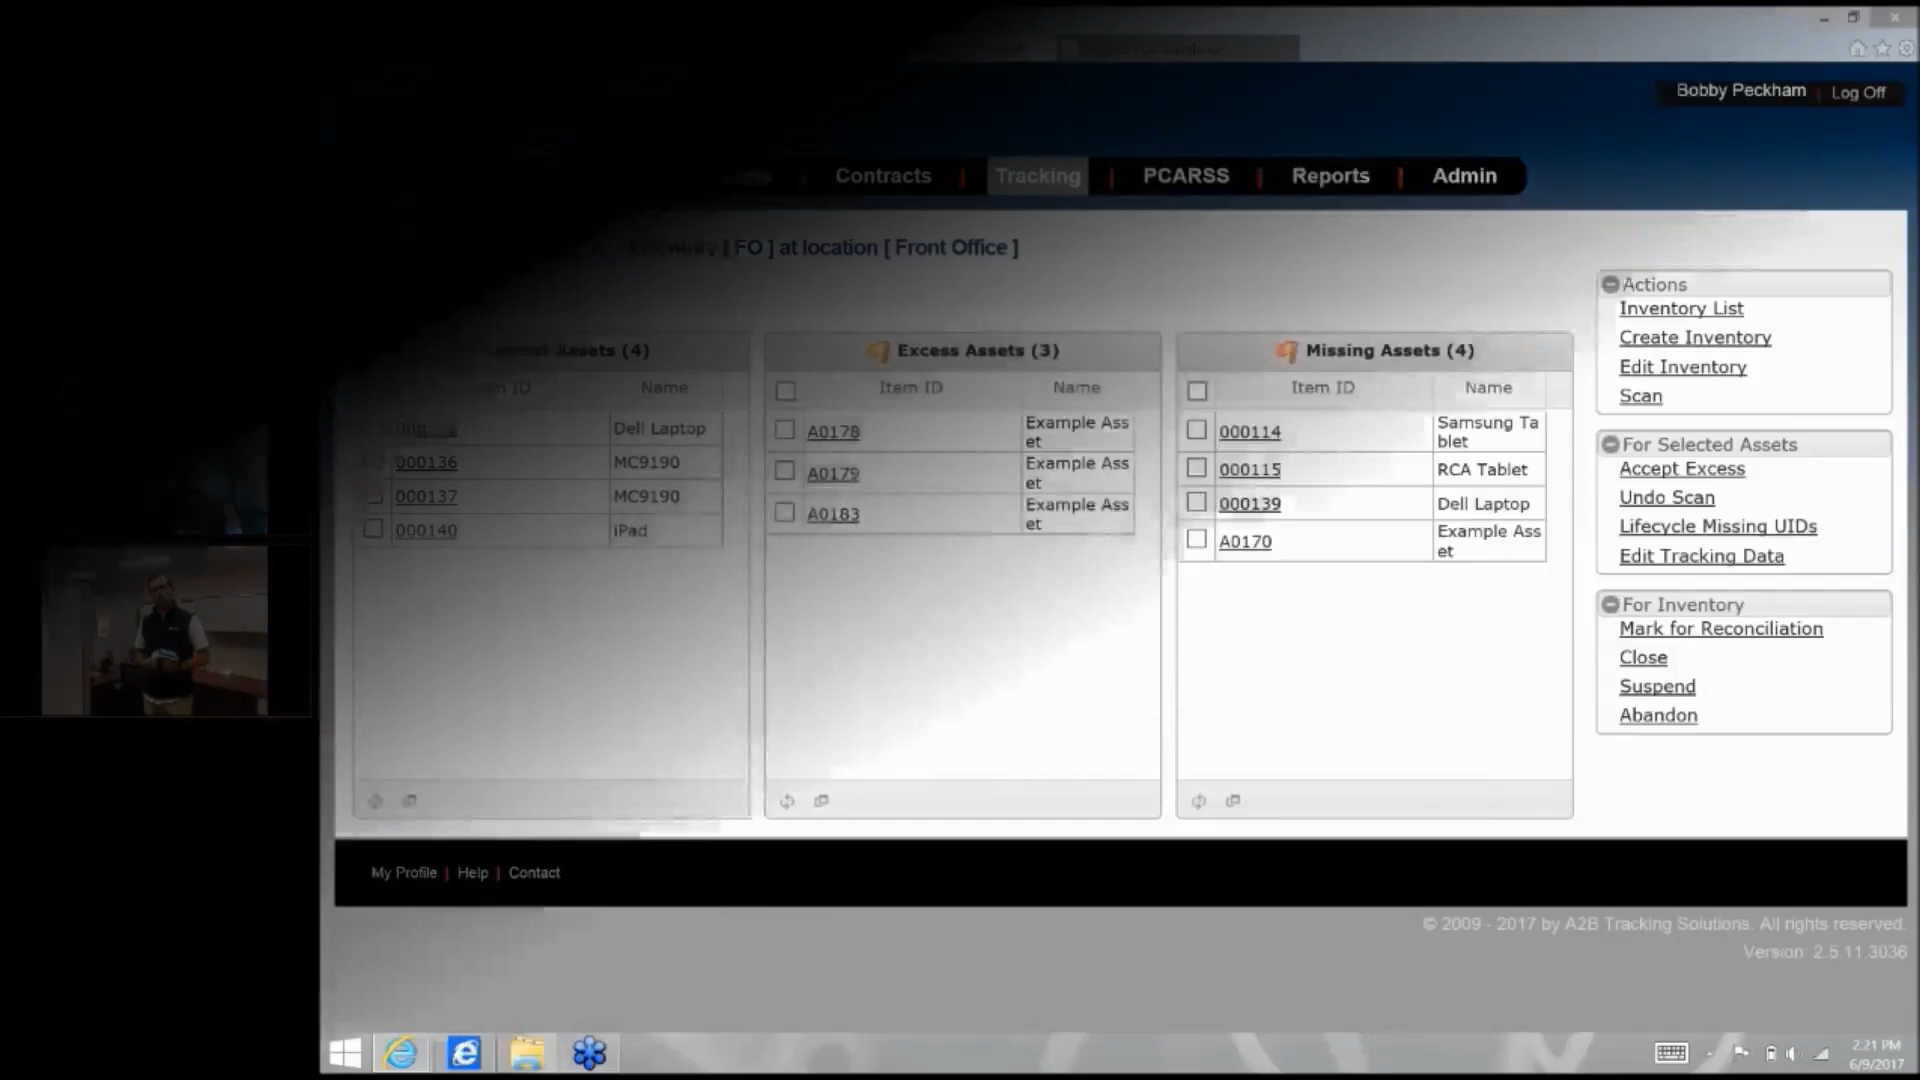 Bobby Peckham | Log Off
Contracts | Tracking | PCARSS | Reports | Admin
[ FO ] at location [ Front Office ]
Assets (4)
ID Name
Dell Laptop
000136 MC9190
000137 MC9190
000140 iPad
Excess Assets (3)
Item ID Name
A0178 Example Ass
et
A0179 Example Ass
et
A0183 Example Ass
et
Missing Assets (4)
Item ID Name
000114 Samsung Ta
blet
000115 RCA Tablet
000139 Dell Laptop
A0170 Example Ass
et
Actions
Inventory List
Create Inventory
Edit Inventory
Scan
For Selected Assets
Accept Excess
Undo Scan
Lifecycle Missing UIDs
Edit Tracking Data
For Inventory
Mark for Reconciliation
Close
Suspend
Abandon
My Profile | Help | Contact
© 2009 - 2017 by A2B Tracking Solutions. All rights reserved.
Version: 2.5.11.3036
2:21 PM
6/9/2017